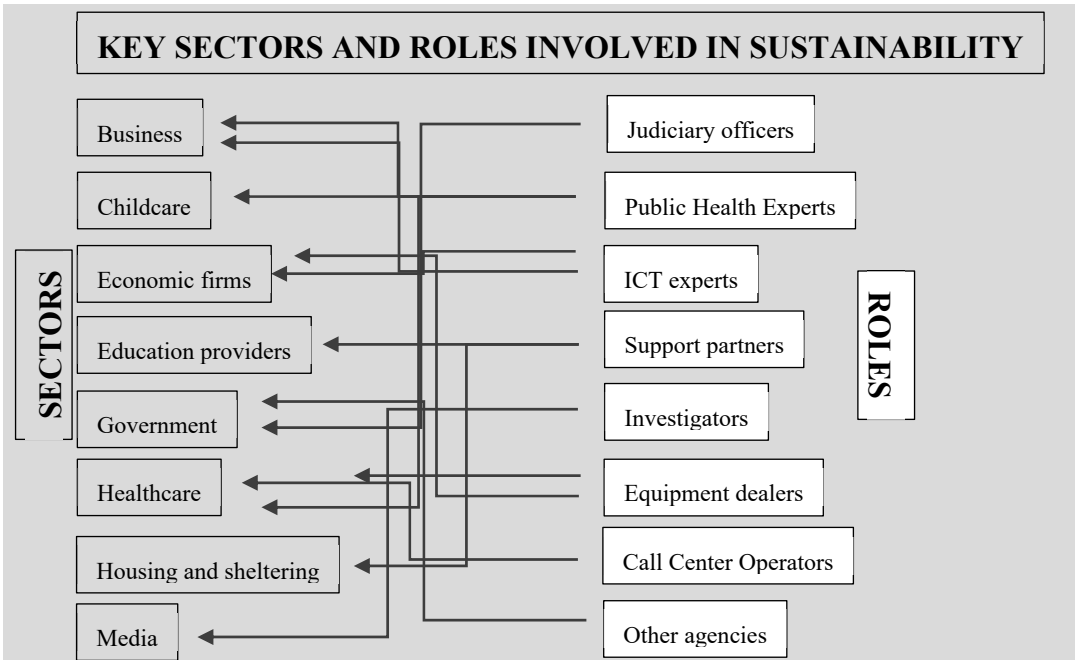 KEY SECTORS AND ROLES INVOLVED IN SUSTAINABILITY
Business
Judiciary officers
Childcare
Public Health Experts
Economic firms
ICT experts
SECTORS
ROLES
Education providers
Support partners
Government
Investigators
Healthcare
Equipment dealers
Housing and sheltering
Call Center Operators
Media
Other agencies